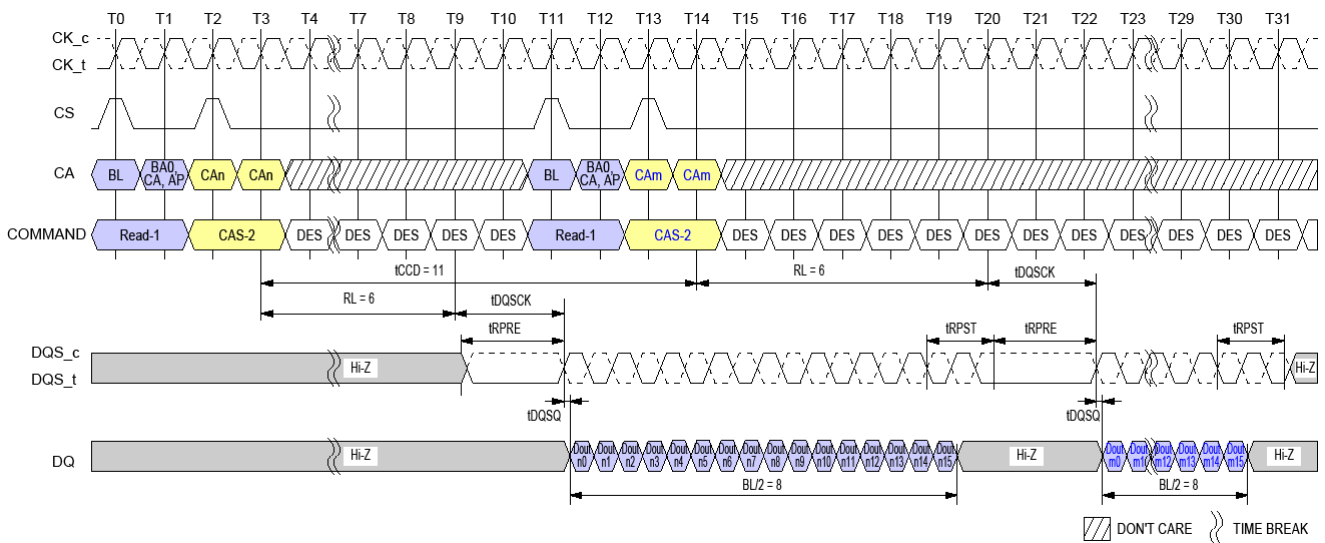 T0 T1 T2 T3 T4 T7 T8 T9 T10 T11 T12 T13 T14 T15 T16 T17 T18 T19 T20 T21 T22 T23 T29 T30 T31
CK_c
CK_t
CS
CA BL BA0, CA, AP CAn CAn BL BA0, CA, AP CAm CAm
COMMAND Read-1 CAS-2 DES DES DES DES DES Read-1 CAS-2 DES DES DES DES DES DES DES DES DES DES DES DES
tCCD = 11 RL = 6 tDQSCK
RL = 6 tDQSCK
tRPRE tRPST tRPRE tRPST
DQS_c
DQS_t
Hi-Z Hi-Z
tDQSQ tDQSQ
DQ Hi-Z Dout n0 Dout n1 Dout n2 Dout n3 Dout n4 Dout n5 Dout n6 Dout n7 Dout n8 Dout n9 Dout n10 Dout n11 Dout n12 Dout n13 Dout n14 Dout n15 Hi-Z Dout m0 Dout m1 Dout m12 Dout m13 Dout m14 Dout m15 Hi-Z
BL/2 = 8 BL/2 = 8
DON'T CARE TIME BREAK